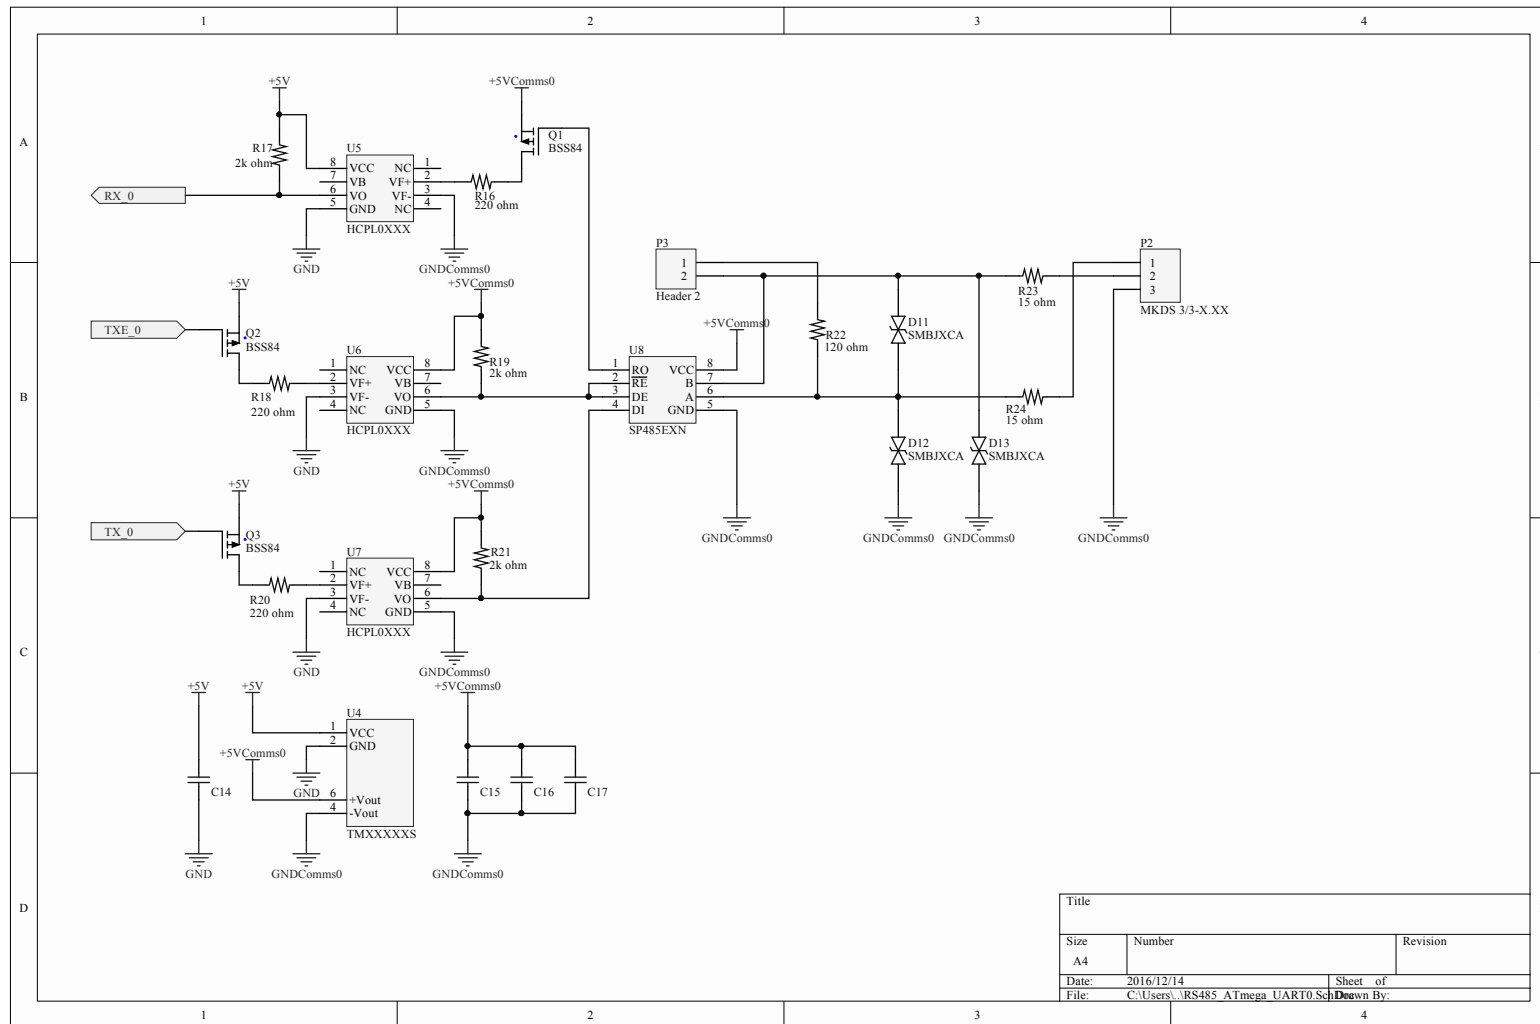 1 2 3 4
A
B
C
D
+5V
+5VComms0
R17
2k ohm
RX_0
U5
8 VCC NC 1
7 VB VF+ 2
6 VO VF- 3
5 GND NC 4
HCPL0XXX
GND
GNDComms0
R16
220 ohm
Q1
BSS84
+5V
TXE_0
Q2
BSS84
R18
220 ohm
U6
1 NC VCC 8
2 VF+ VB 7
3 VF- VO 6
4 NC GND 5
HCPL0XXX
GND
GNDComms0
+5VComms0
R19
2k ohm
+5V
TX_0
Q3
BSS84
R20
220 ohm
U7
1 NC VCC 8
2 VF+ VB 7
3 VF- VO 6
4 NC GND 5
HCPL0XXX
GND
GNDComms0
+5VComms0
R21
2k ohm
P3
1
2
Header 2
+5VComms0
U8
1 RO VCC 8
2 RE B 7
3 DE A 6
4 DI GND 5
SP485EXN
GNDComms0
R22
120 ohm
D11
SMBJXCA
D12
SMBJXCA
D13
SMBJXCA
GNDComms0 GNDComms0
R23
15 ohm
R24
15 ohm
P2
1
2
3
MKDS 3/3-X.XX
GNDComms0
+5V
C14
GND
+5V
+5VComms0
U4
1 VCC
2 GND
GND
6 +Vout
4 -Vout
TMXXXXXS
GNDComms0
+5VComms0
C15 C16 C17
GNDComms0
Title
Size Number Revision
A4
Date: 2016/12/14 Sheet of
File: C:\Users\..\RS485_ATmega_UART0.SchDoc Drawn By:
1 2 3 4